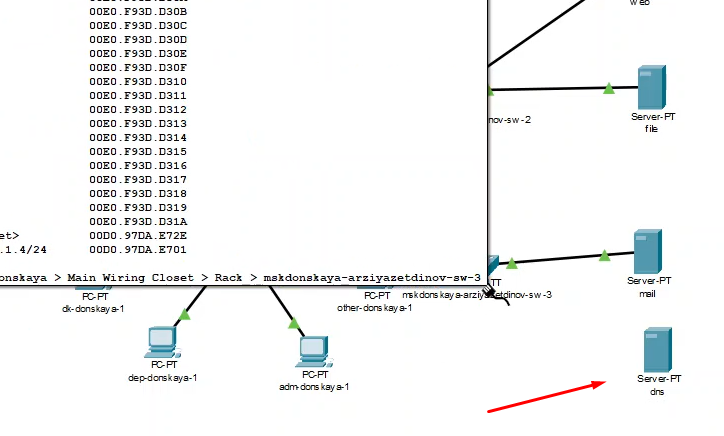 00E0.F93D.D30B
00E0.F93D.D30C
00E0.F93D.D30D
00E0.F93D.D30E
00E0.F93D.D30F
00E0.F93D.D310
00E0.F93D.D311
00E0.F93D.D312
00E0.F93D.D313
00E0.F93D.D314
00E0.F93D.D315
00E0.F93D.D316
00E0.F93D.D317
00E0.F93D.D318
00E0.F93D.D319
00E0.F93D.D31A
et> 00D0.97DA.E72E
.1.4/24 00D0.97DA.E701
onskaya > Main Wiring Closet > Rack > mskdonskaya-arziyazetdinov-sw-3
web
Server-PT
file
nov-sw-2
TT
mskdonskaya-arziyazetdinov-sw-3
Server-PT
mail
PC-PT
dk-donskaya-1
PC-PT
other-donskaya-1
PC-PT
dep-donskaya-1
PC-PT
adm-donskaya-1
Server-PT
dns